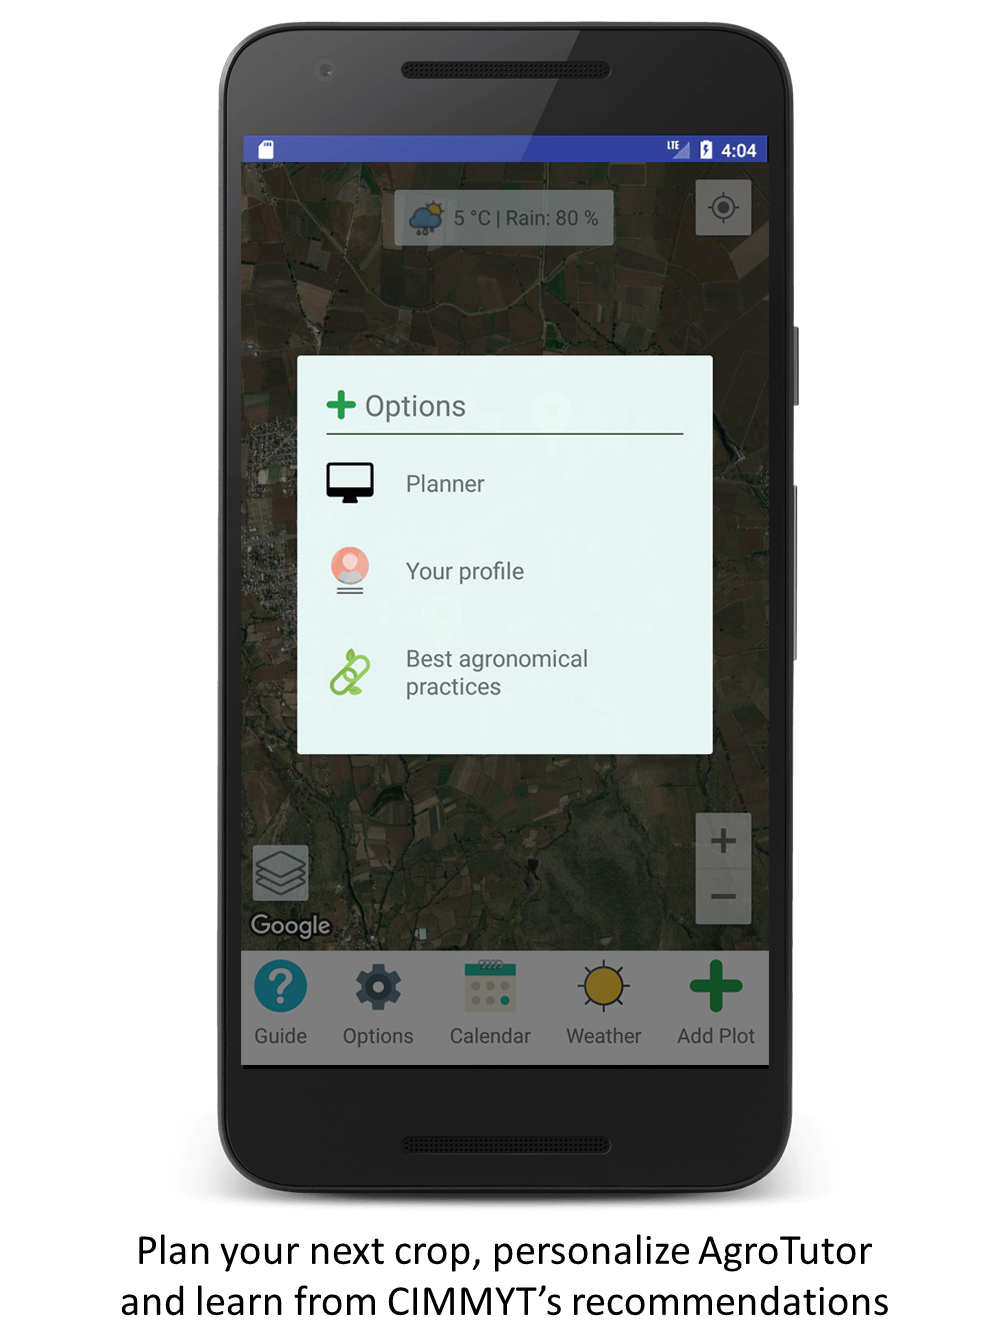 LTE 4:04
5 °C | Rain: 80 %
Options
Planner
Your profile
Best agronomical
practices
+
−
Google
?
Guide Options Calendar Weather Add Plot
Plan your next crop, personalize AgroTutor
and learn from CIMMYT’s recommendations